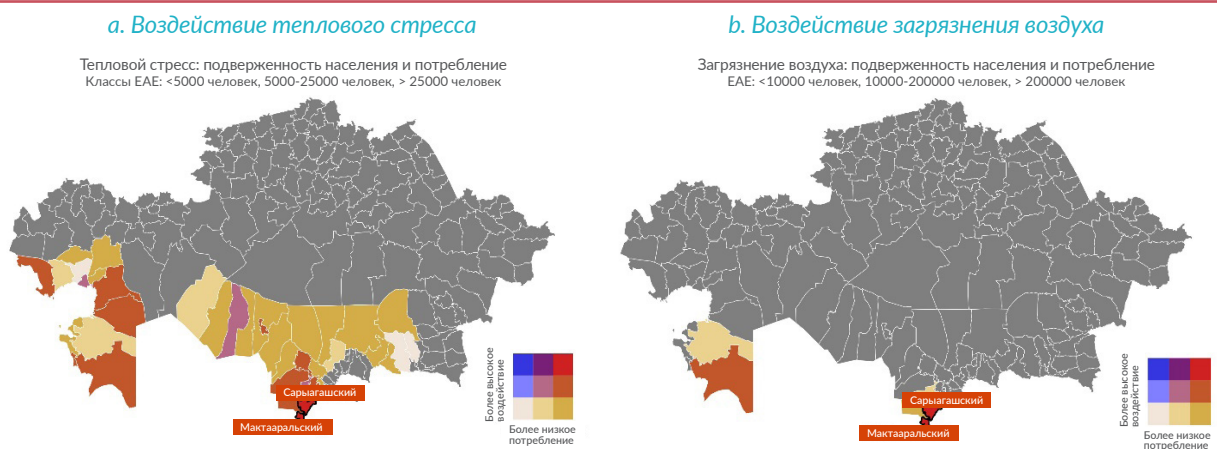 a. Воздействие теплового стресса
Тепловой стресс: подверженность населения и потребление
Классы EAE: <5000 человек, 5000-25000 человек, > 25000 человек
Сарыагашский
Мактааральский
Более высокое
воздействие
Более низкое
потребление
b. Воздействие загрязнения воздуха
Загрязнение воздуха: подверженность населения и потребление
EAE: <10000 человек, 10000-200000 человек, > 200000 человек
Сарыагашский
Мактааральский
Более высокое
воздействие
Более низкое
потребление